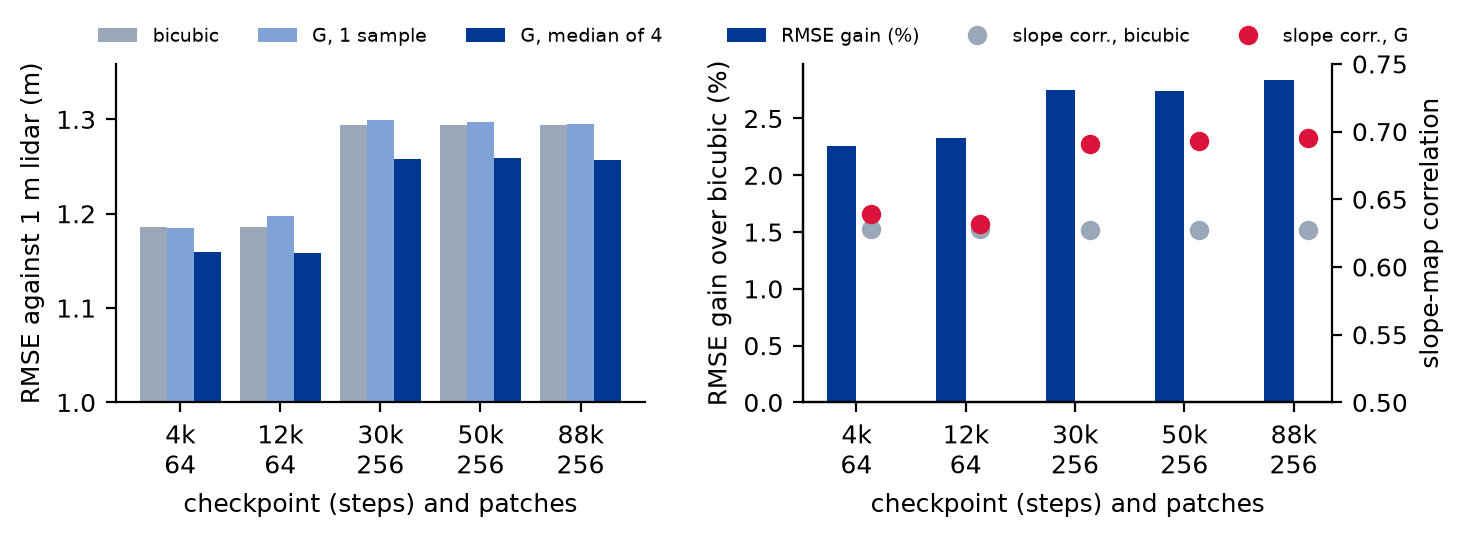 bicubic
G, 1 sample
G, median of 4
RMSE against 1 m lidar (m)
1.3
1.2
1.1
1.0
4k
64
12k
64
30k
256
50k
256
88k
256
checkpoint (steps) and patches
RMSE gain (%)
slope corr., bicubic
slope corr., G
RMSE gain over bicubic (%)
2.5
2.0
1.5
1.0
0.5
0.0
0.75
0.70
0.65
0.60
0.55
0.50
slope-map correlation
4k
64
12k
64
30k
256
50k
256
88k
256
checkpoint (steps) and patches